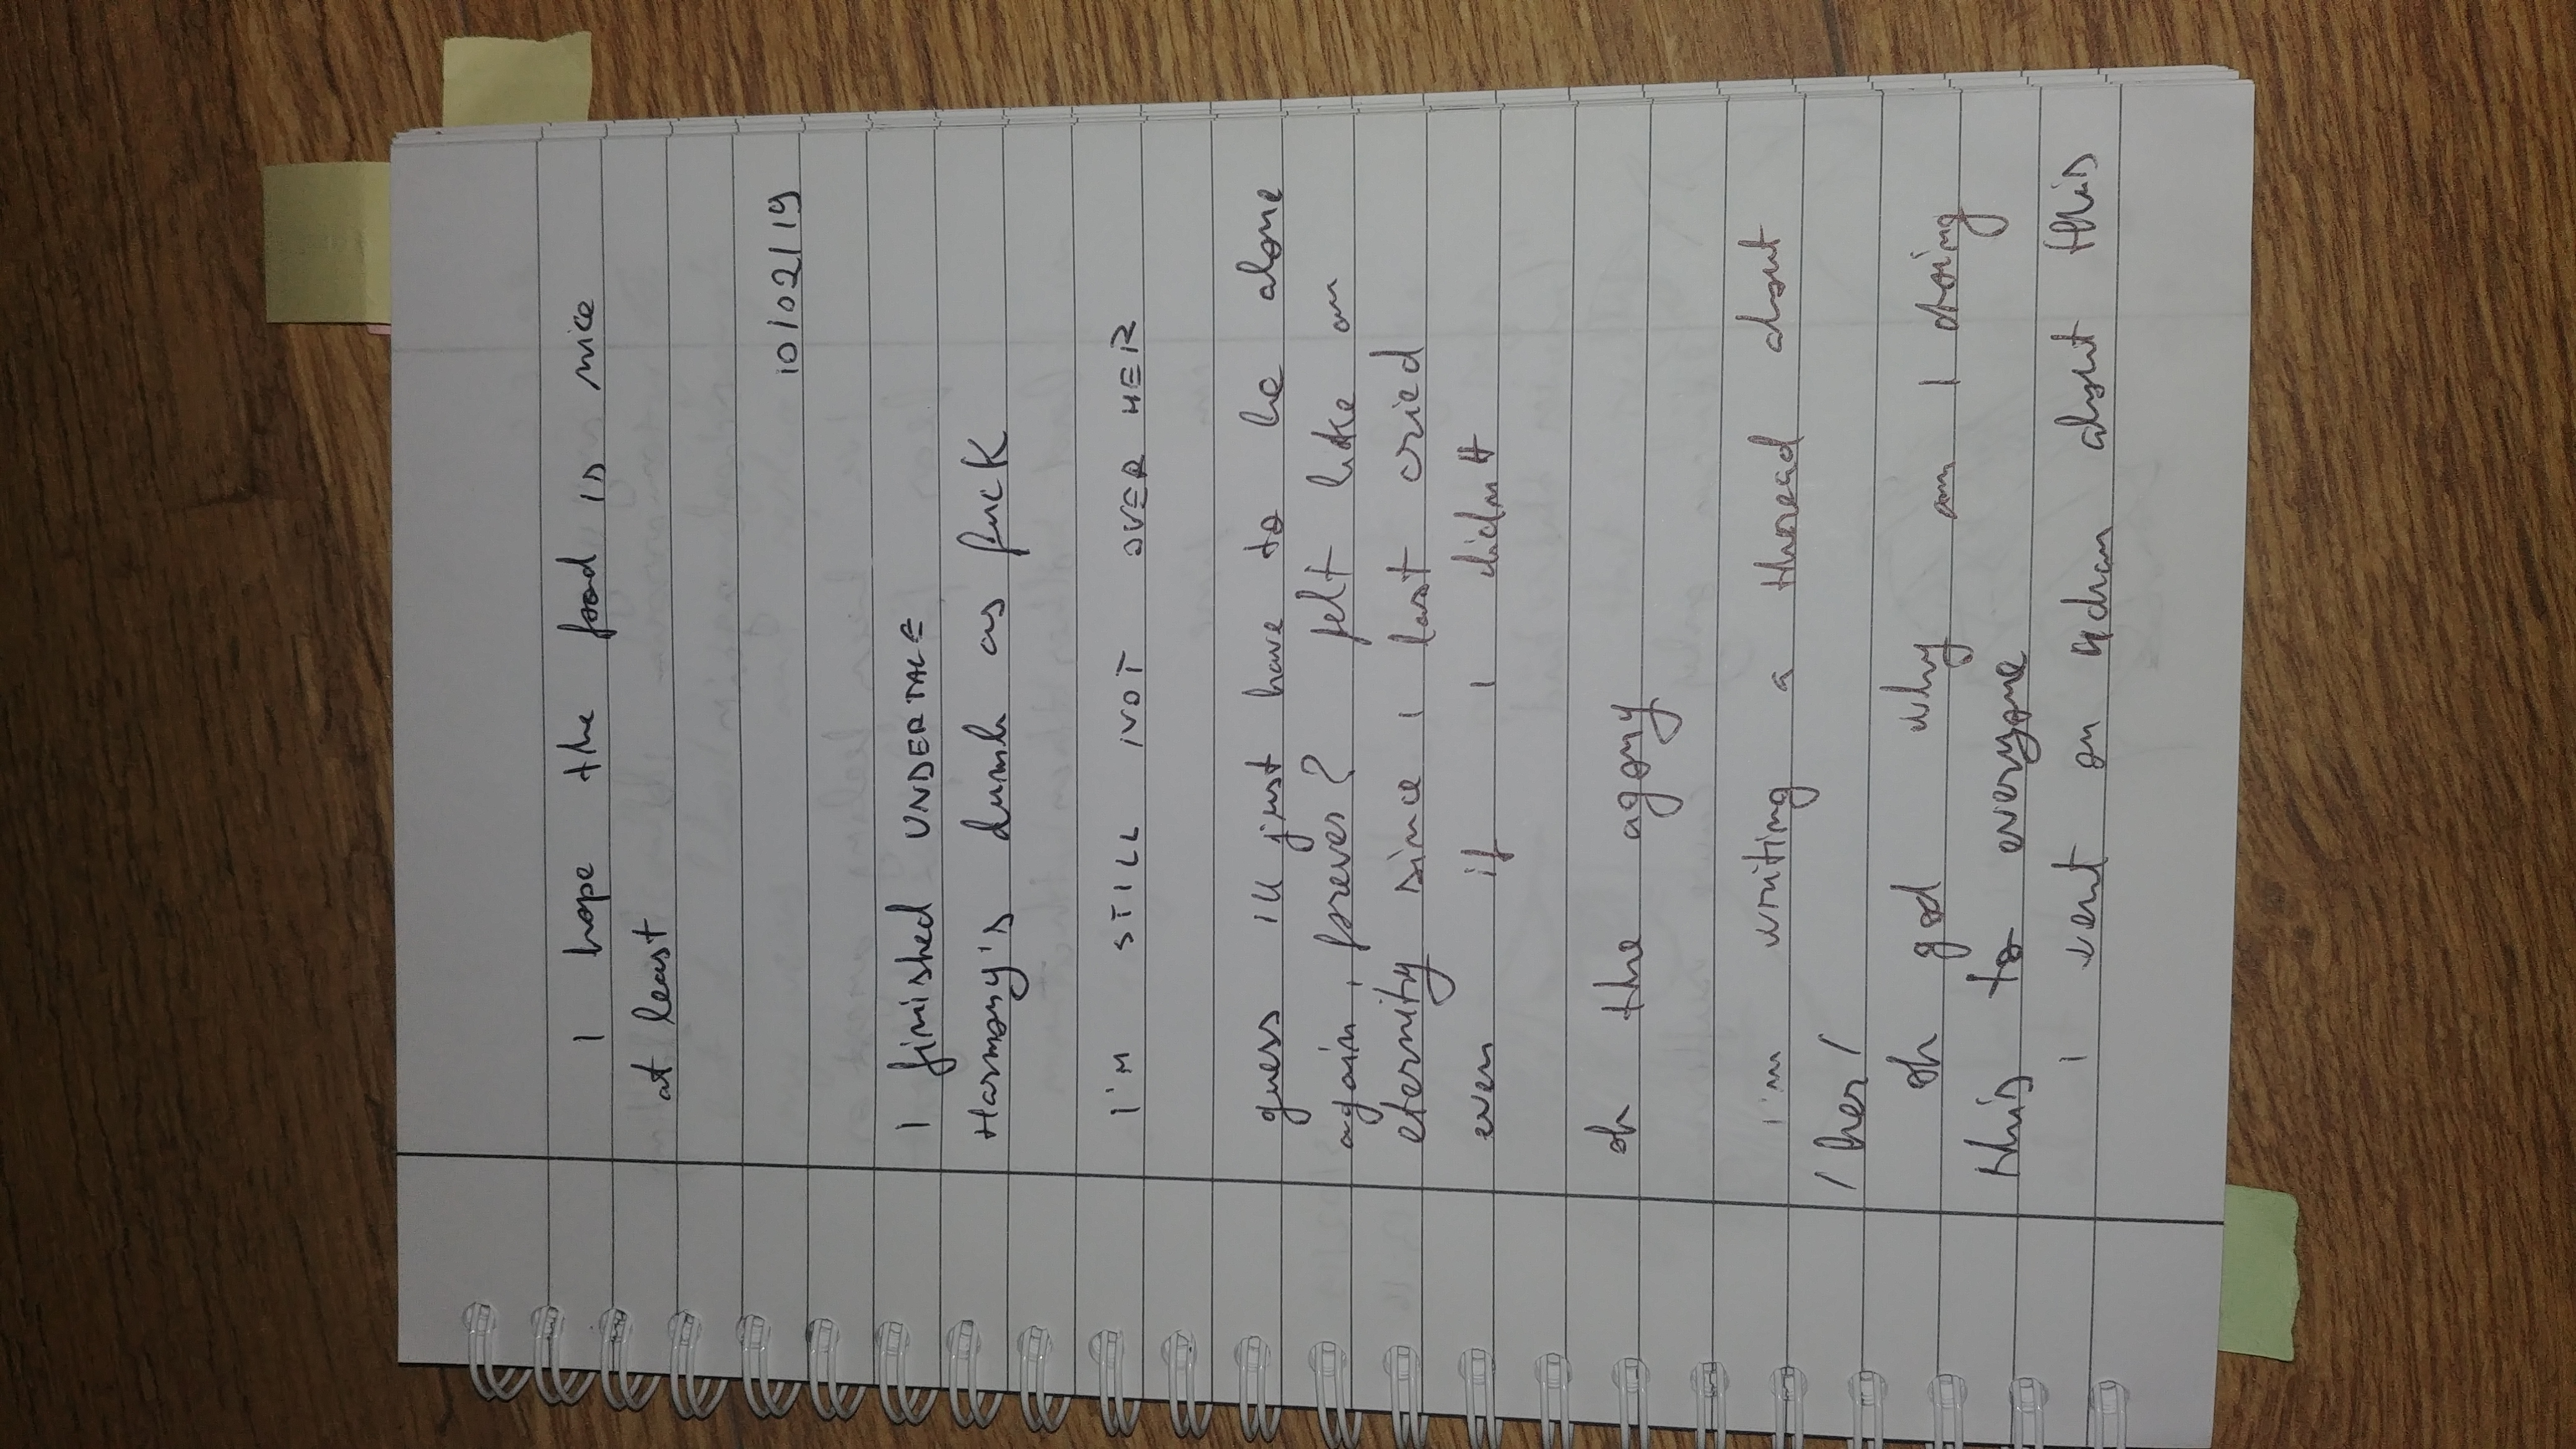 I hope the food is nice
at least
10/02/19
I finished UNDERTALE
Harmony's dumb as fuck
I'M STILL NOT OVER HER
guess ill just have to be alone
again, forever? felt like an
eternity since i last cried
even if I didnt
oh the agony
i'm writing a thread about
/her/
oh god why am I doing
this to everyone
i vent on 4chan about this